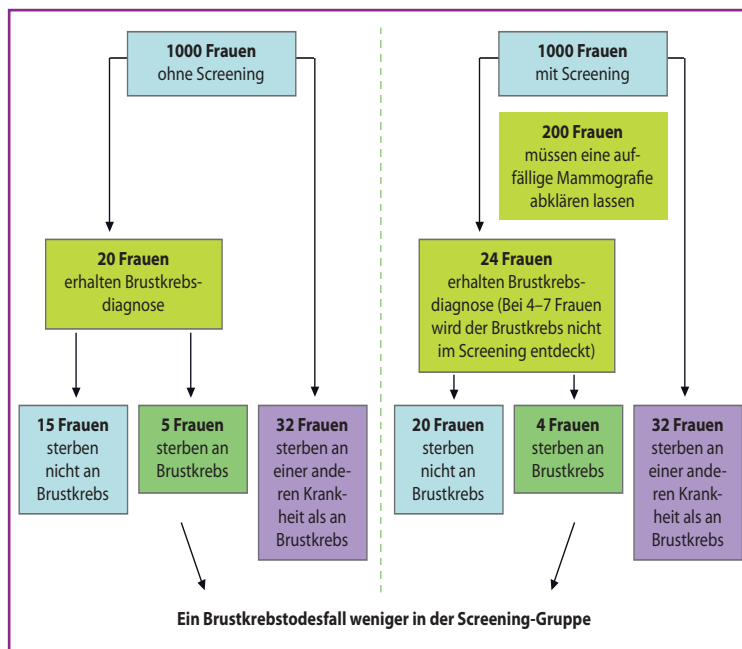 1000 Frauen
ohne Screening
20 Frauen
erhalten Brustkrebs-
diagnose
15 Frauen
sterben
nicht an
Brustkrebs
5 Frauen
sterben an
Brustkrebs
32 Frauen
sterben an
einer ande-
ren Krank-
heit als an
Brustkrebs
1000 Frauen
mit Screening
200 Frauen
müssen eine auf-
fällige Mammografie
abklären lassen
24 Frauen
erhalten Brustkrebs-
diagnose (Bei 4–7 Frauen
wird der Brustkrebs nicht
im Screening entdeckt)
20 Frauen
sterben
nicht an
Brustkrebs
4 Frauen
sterben an
Brustkrebs
32 Frauen
sterben an
einer ande-
ren Krank-
heit als an
Brustkrebs
Ein Brustkrebstodesfall weniger in der Screening-Gruppe